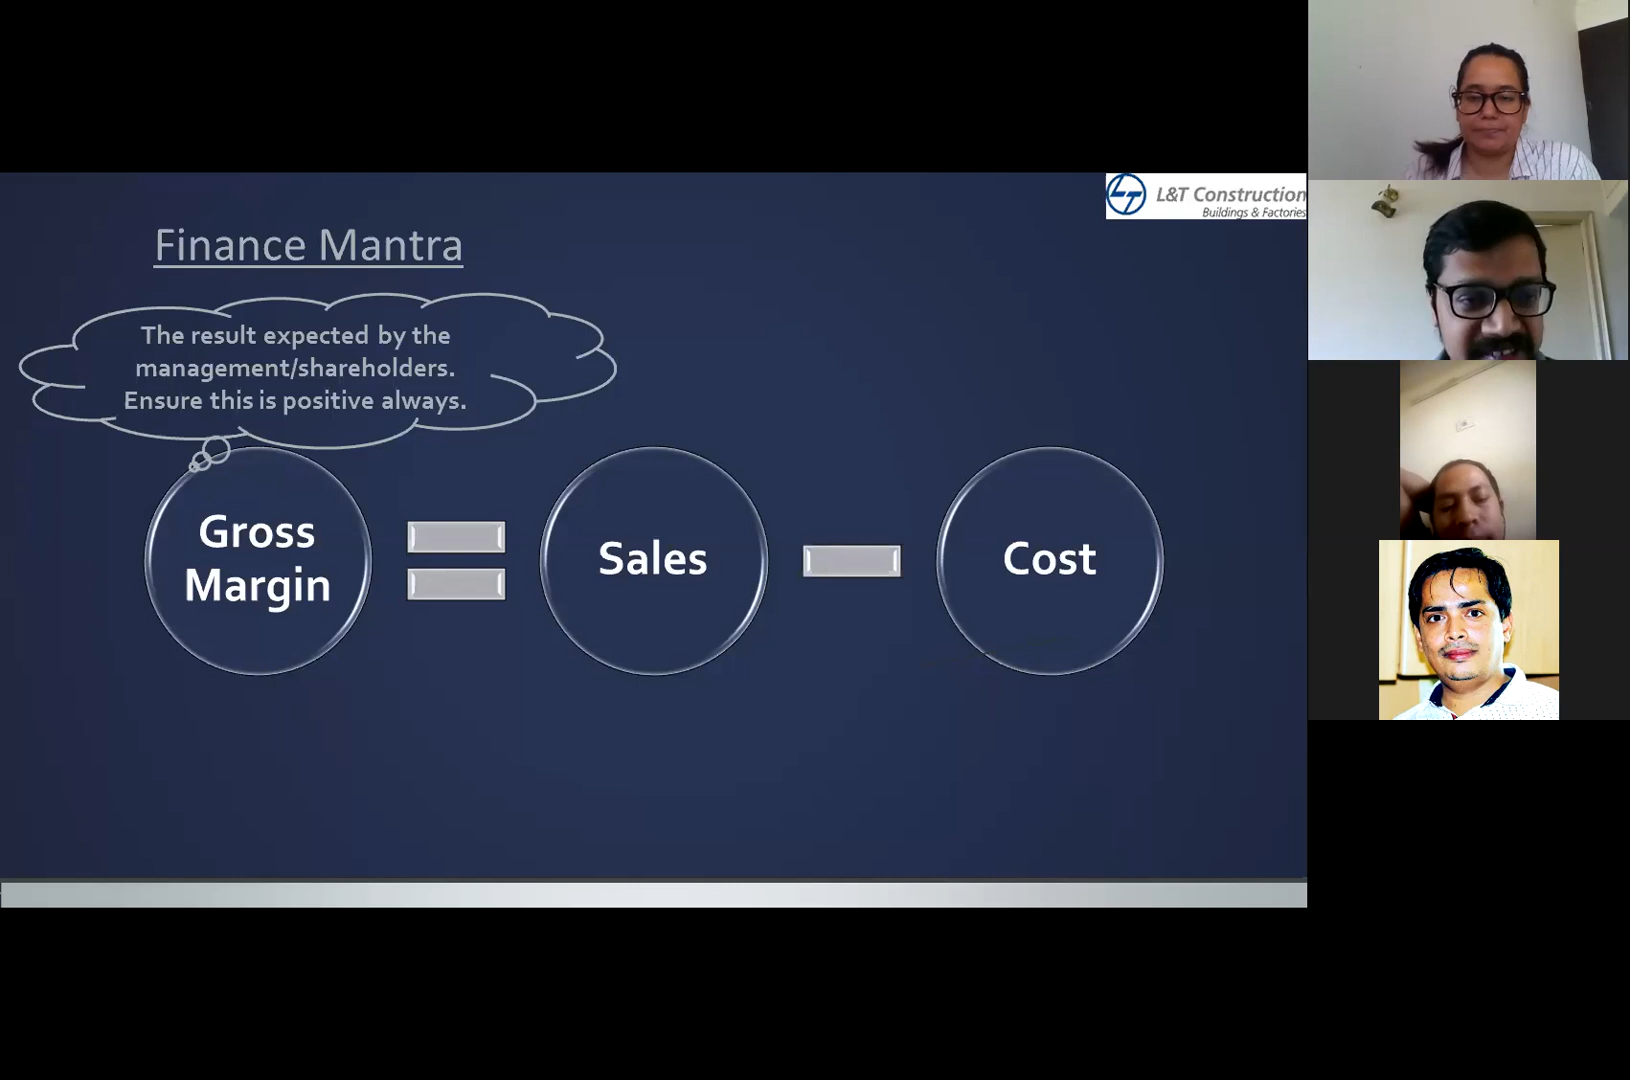 L&T Construction
Buildings & Factories
Finance Mantra
The result expected by the
management/shareholders.
Ensure this is positive always.
Gross
Margin
Sales
Cost